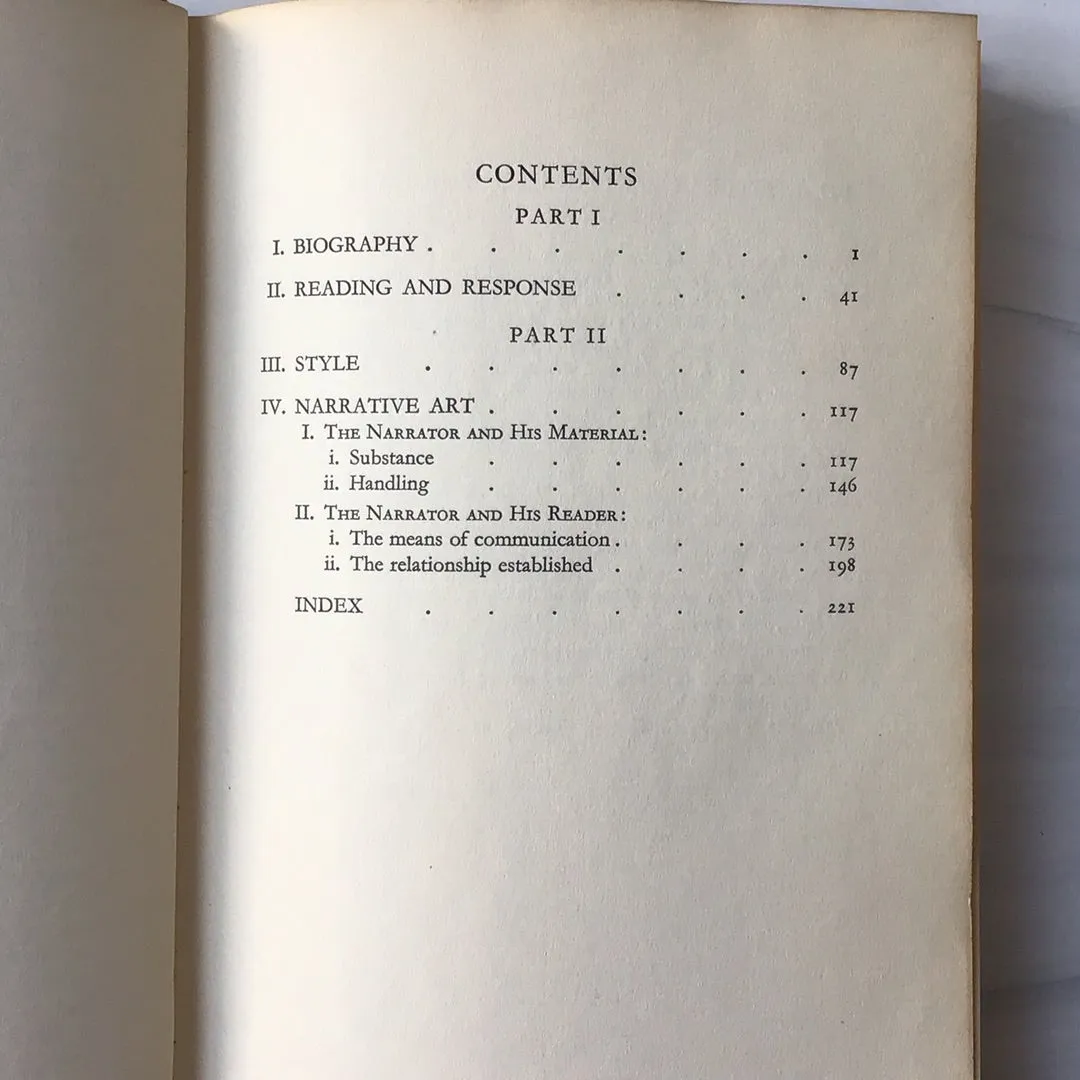 CONTENTS
PART I
I. BIOGRAPHY . . . . . . . 1
II. READING AND RESPONSE . . . . 41
PART II
III. STYLE . . . . . . . 87
IV. NARRATIVE ART . . . . . . 117
I. The Narrator and His Material:
i. Substance . . . . . . 117
ii. Handling . . . . . . 146
II. The Narrator and His Reader:
i. The means of communication . . . . 173
ii. The relationship established . . . . 198
INDEX . . . . . . . 221